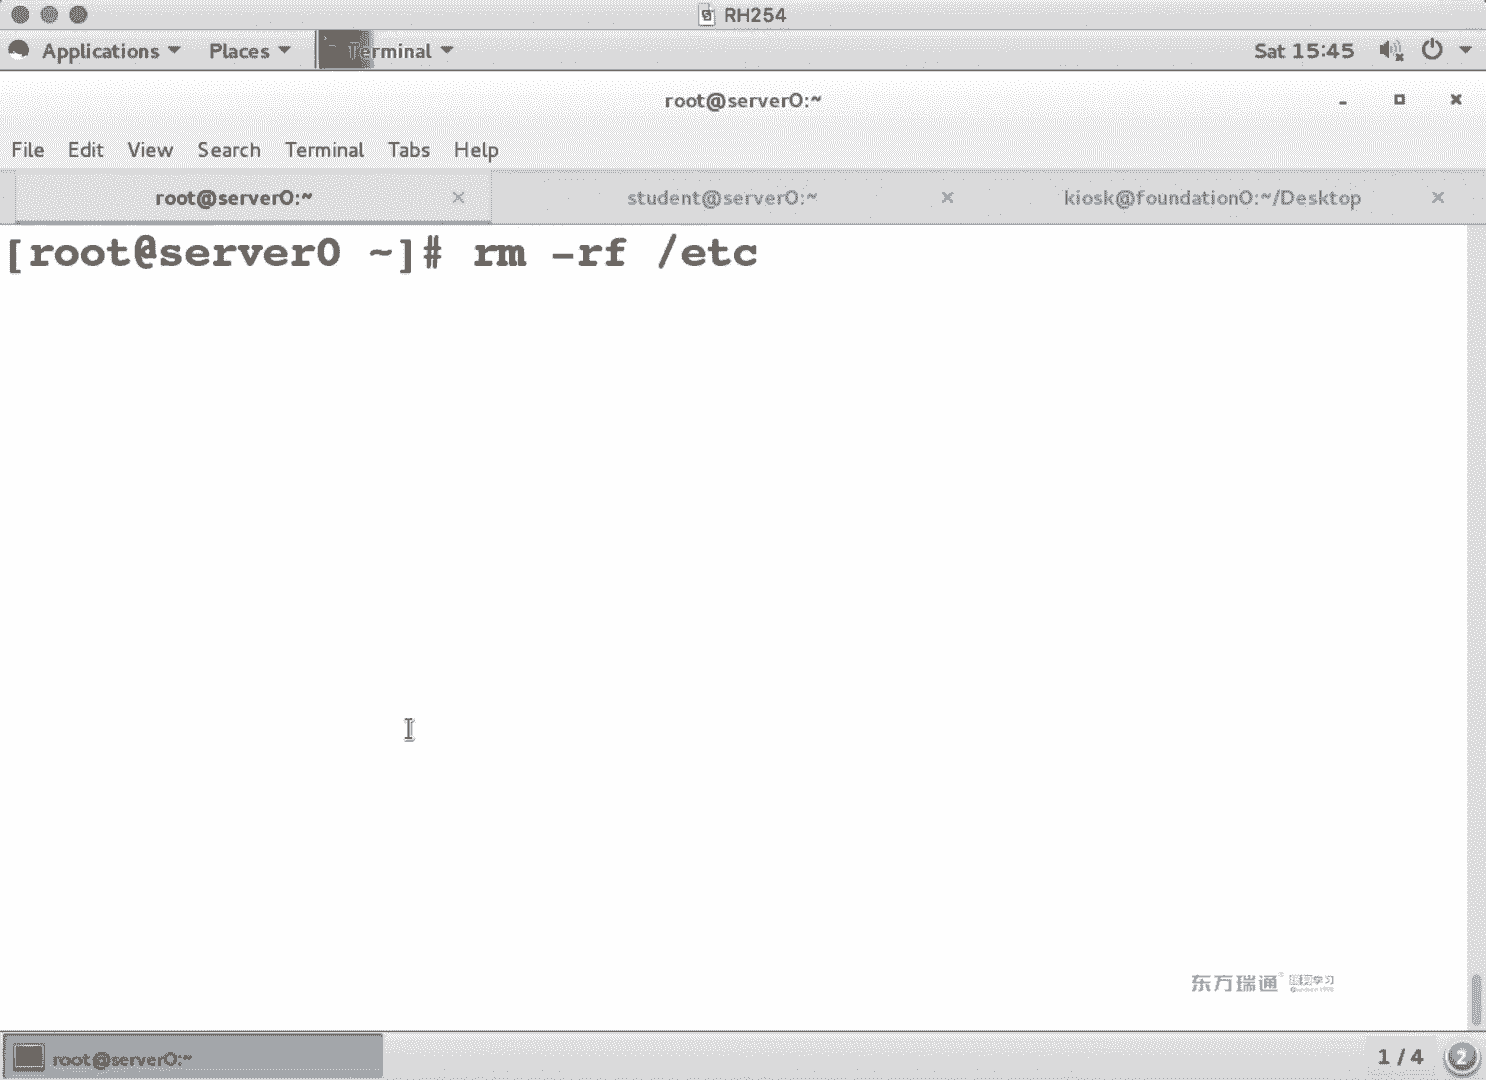 RH254
Applications Places Terminal Sat 15:45
root@server0:~
File Edit View Search Terminal Tabs Help
root@server0:~ student@server0:~ kiosk@foundation0:~/Desktop
[root@server0 ~]# rm -rf /etc
东方瑞通
root@server0:~ 1 / 4 2